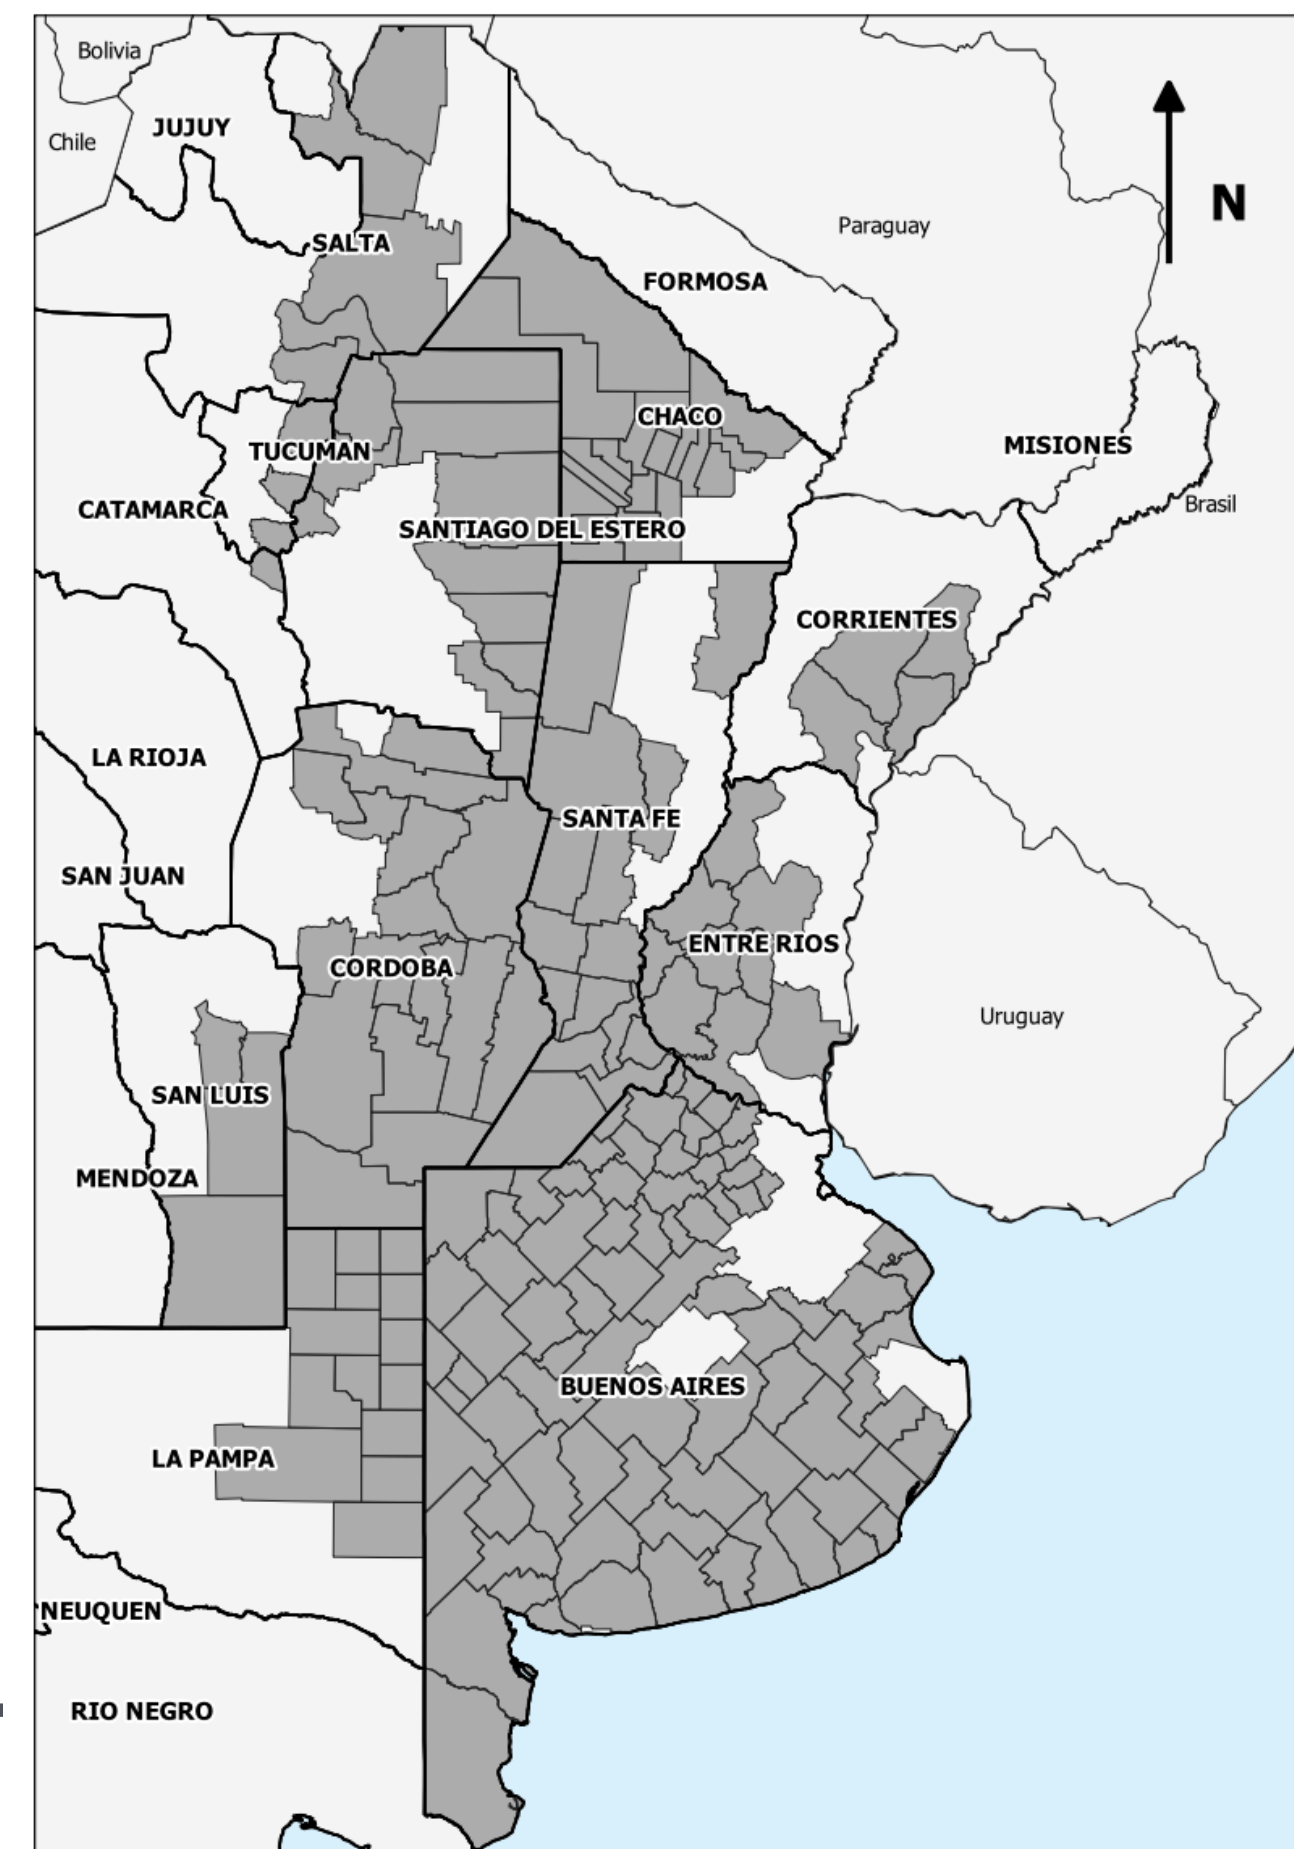 Bolivia
JUJUY
Chile
N
Paraguay
SALTA
FORMOSA
CHACO
MISIONES
TUCUMAN
Brasil
CATAMARCA
SANTIAGO DEL ESTERO
CORRIENTES
LA RIOJA
SANTA FE
SAN JUAN
ENTRE RIOS
CORDOBA
Uruguay
SAN LUIS
MENDOZA
BUENOS AIRES
LA PAMPA
NEUQUEN
RIO NEGRO